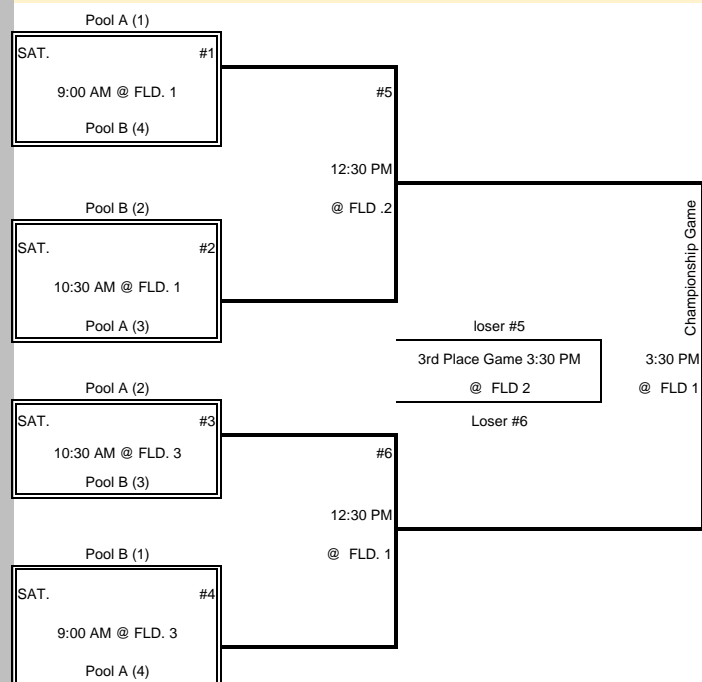 Pool A (1)
SAT. #1
9:00 AM @ FLD. 1
#5
Pool B (4)
12:30 PM
Pool B (2)
@ FLD .2
SAT. #2
10:30 AM @ FLD. 1
Championship Game
Pool A (3)
loser #5
3rd Place Game 3:30 PM
3:30 PM
Pool A (2)
@ FLD 2
@ FLD 1
SAT. #3
Loser #6
10:30 AM @ FLD. 3
#6
Pool B (3)
12:30 PM
Pool B (1)
@ FLD. 1
SAT. #4
9:00 AM @ FLD. 3
Pool A (4)